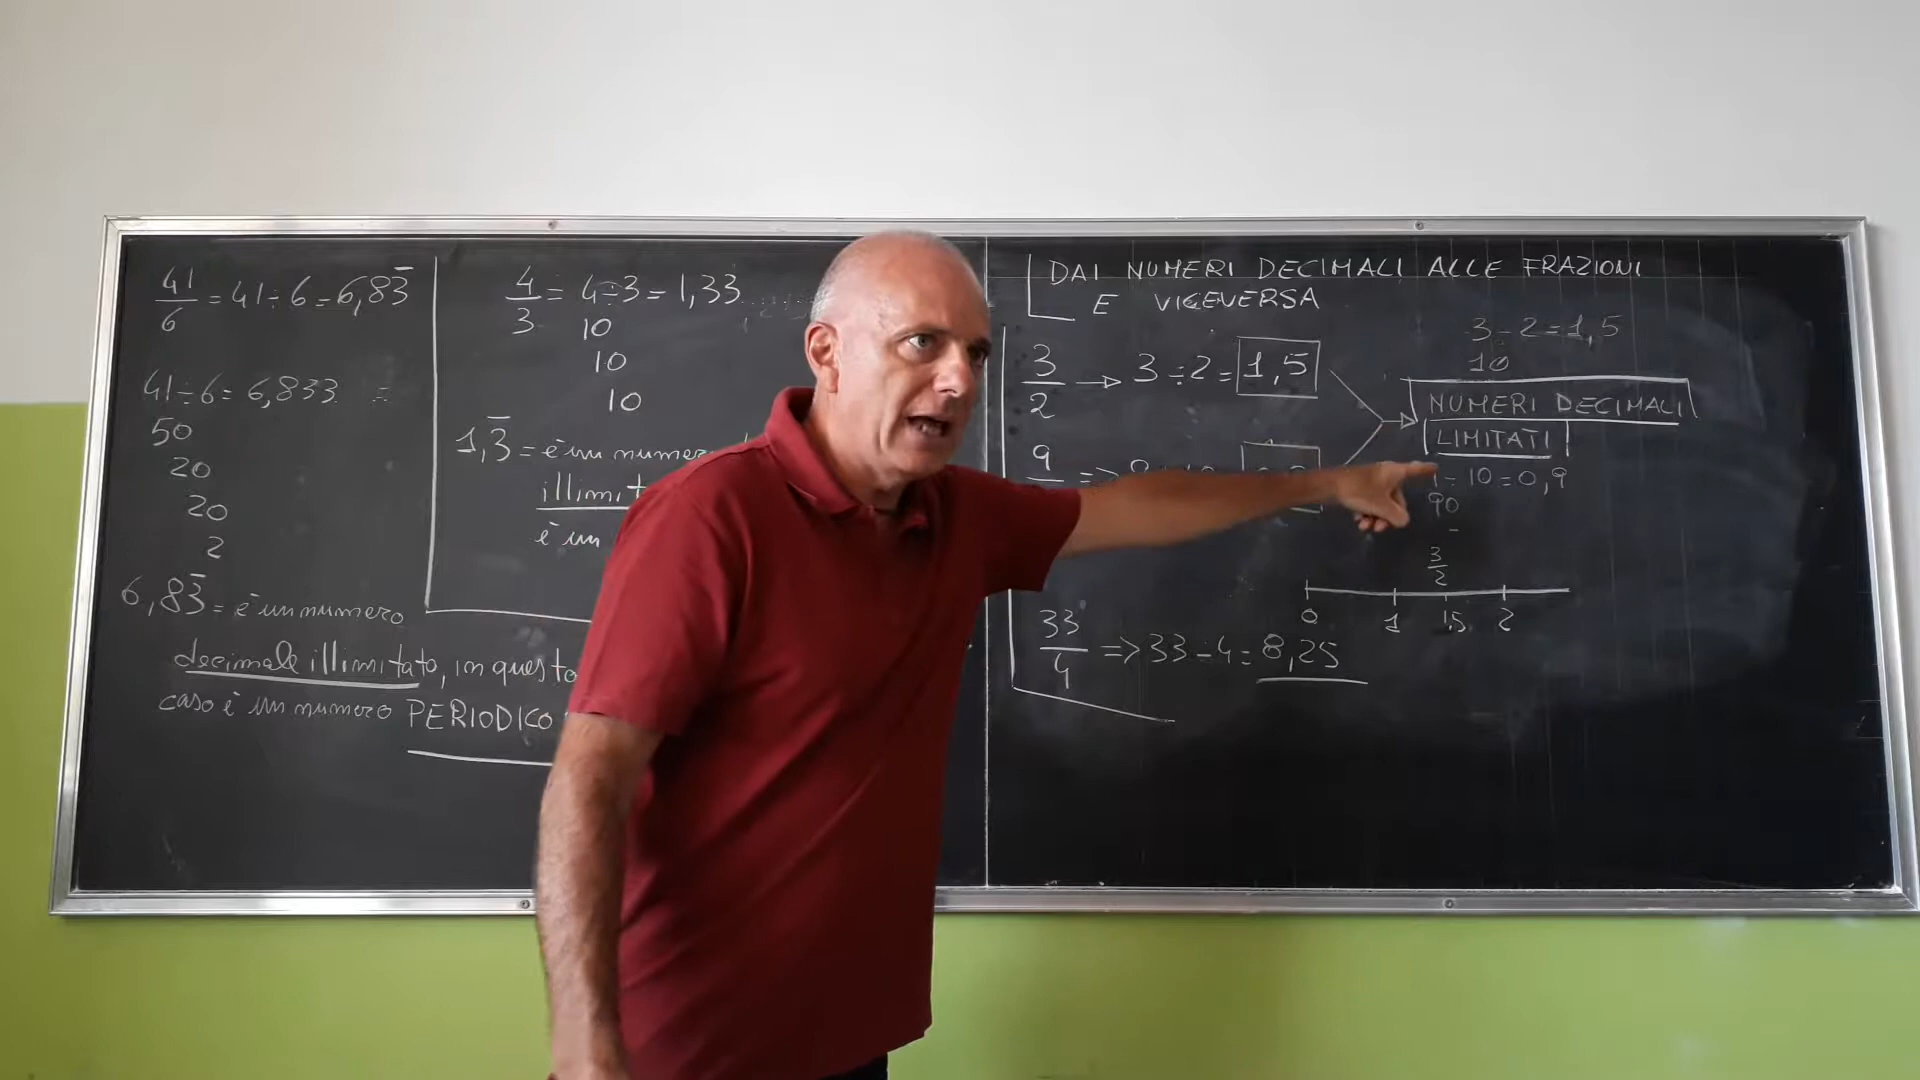 41/6 = 41÷6 = 6,83̅
41÷6 = 6,833
50
20
20
2
6,83̅ = è un numero
decimale illimitato, in questo
caso è un numero PERIODICO
4/3 = 4÷3 = 1,33......
10
10
10
1,3̅ = è un numero
è un
DAI NUMERI DECIMALI ALLE FRAZIONI
E VICEVERSA
3/2 → 3÷2 = 1,5
3÷2=1,5
10
NUMERI DECIMALI
LIMITATI
9
÷10=0,9
90
3/2
0 1 1,5 2
33/4 => 33÷4 = 8,25